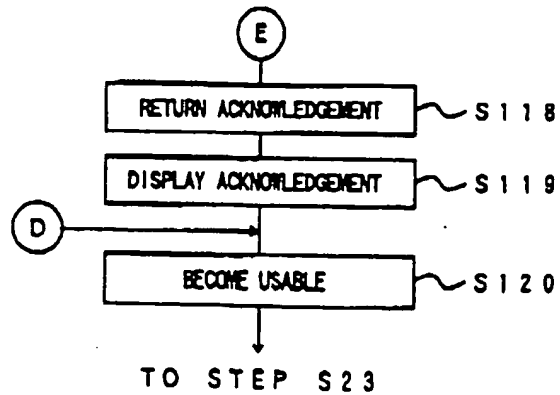 E
RETURN ACKNOWLEDGEMENT S118
DISPLAY ACKNOWLEDGEMENT S119
D
BECOME USABLE S120
TO STEP S23